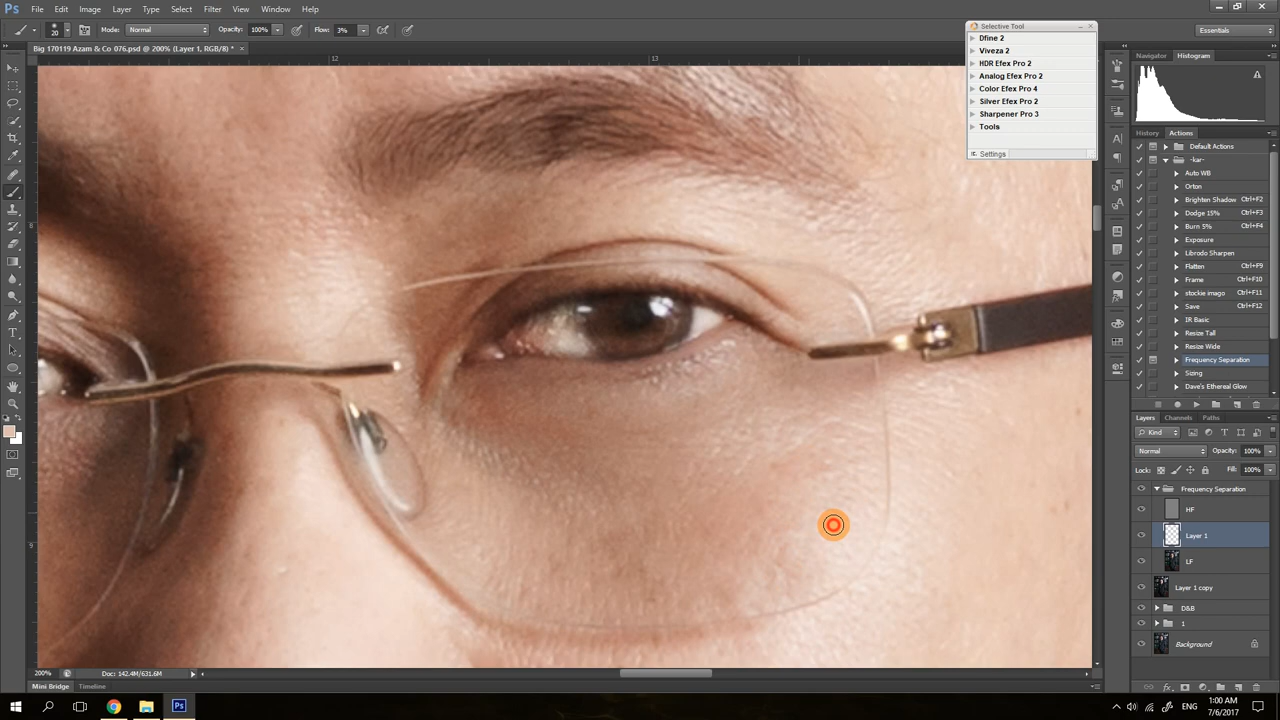 Ps File Edit Image Layer Type Select Filter View Window Help
20 Mode: Normal Opacity: 100% Flow: 3% Essentials
Big 170119 Azam & Co 076.psd @ 200% (Layer 1, RGB/8) *
12 13
8
9
Selective Tool
Dfine 2
Viveza 2
HDR Efex Pro 2
Analog Efex Pro 2
Color Efex Pro 4
Silver Efex Pro 2
Sharpener Pro 3
Tools
Settings
Navigator Histogram
History Actions
Default Actions
-kar-
Auto WB
Orton
Brighten Shadow Ctrl+F2
Dodge 15% Ctrl+F3
Burn 5% Ctrl+F4
Exposure
Librodo Sharpen
Flatten Ctrl+F9
Frame Ctrl+F10
stockie imago Ctrl+F11
Save Ctrl+F12
IR Basic
Resize Tall
Resize Wide
Frequency Separation
Sizing
Dave's Ethereal Glow
Layers Channels Paths
Kind
Normal Opacity: 100%
Lock: Fill: 100%
Frequency Separation
HF
Layer 1
LF
Layer 1 copy
D&B
1
Background
200% Doc: 142.4M/631.6M
Mini Bridge Timeline
ENG 1:00 AM
7/6/2017